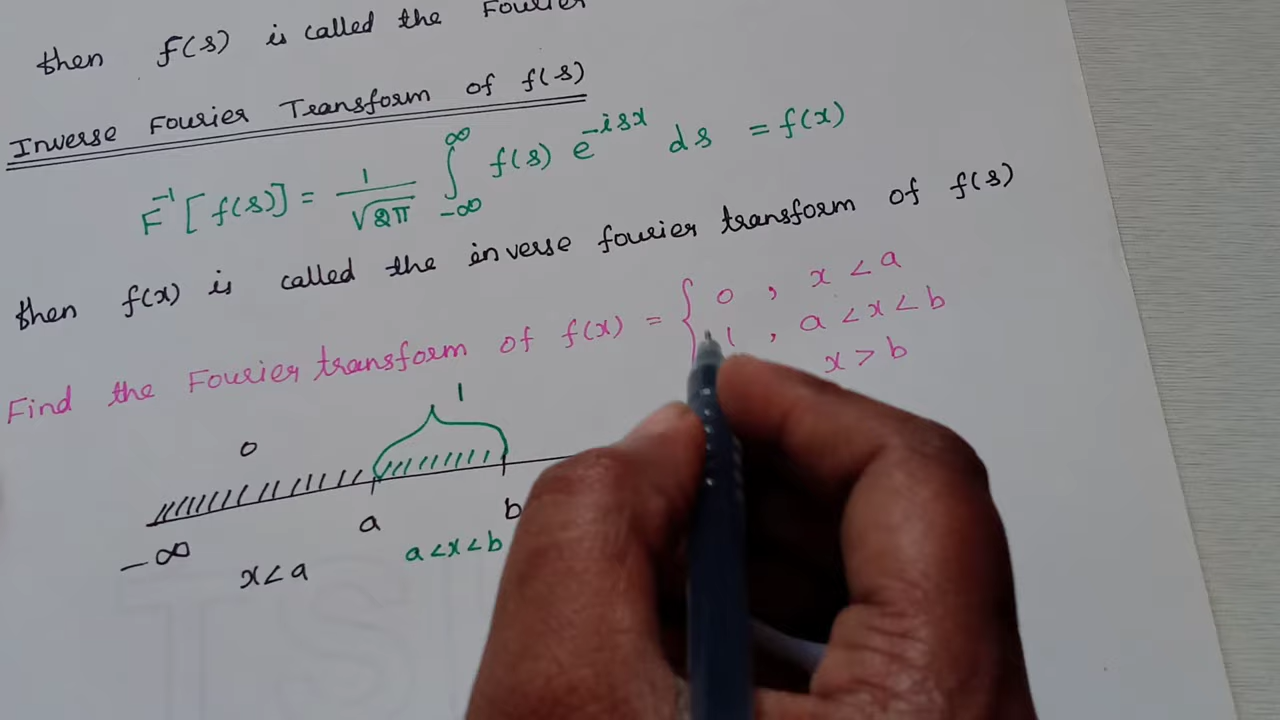 then f(s) is called the Fourier
Inverse Fourier Transform of f(s)
F⁻¹[f(s)] = 1/√2π ∫_{-∞}^{∞} f(s) e^{-isx} ds = f(x)
then f(x) is called the inverse fourier transform of f(s)
Find the Fourier transform of f(x) = { 0, x < a
1, a < x < b
x > b
1
0
-∞ a b
x < a a < x < b